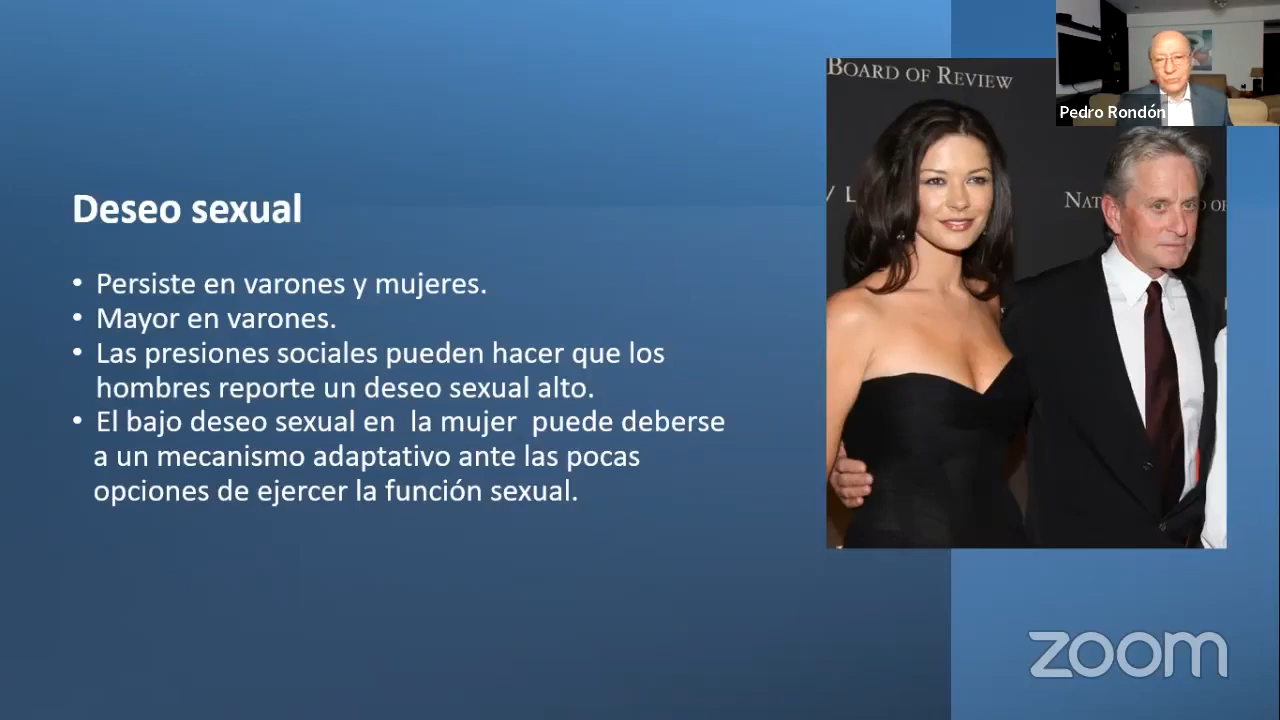 BOARD OF REVIEW
Pedro Rondón
NAT
D OF
/ L
Deseo sexual
• Persiste en varones y mujeres.
• Mayor en varones.
• Las presiones sociales pueden hacer que los
hombres reporte un deseo sexual alto.
• El bajo deseo sexual en la mujer puede deberse
a un mecanismo adaptativo ante las pocas
opciones de ejercer la función sexual.
zoom